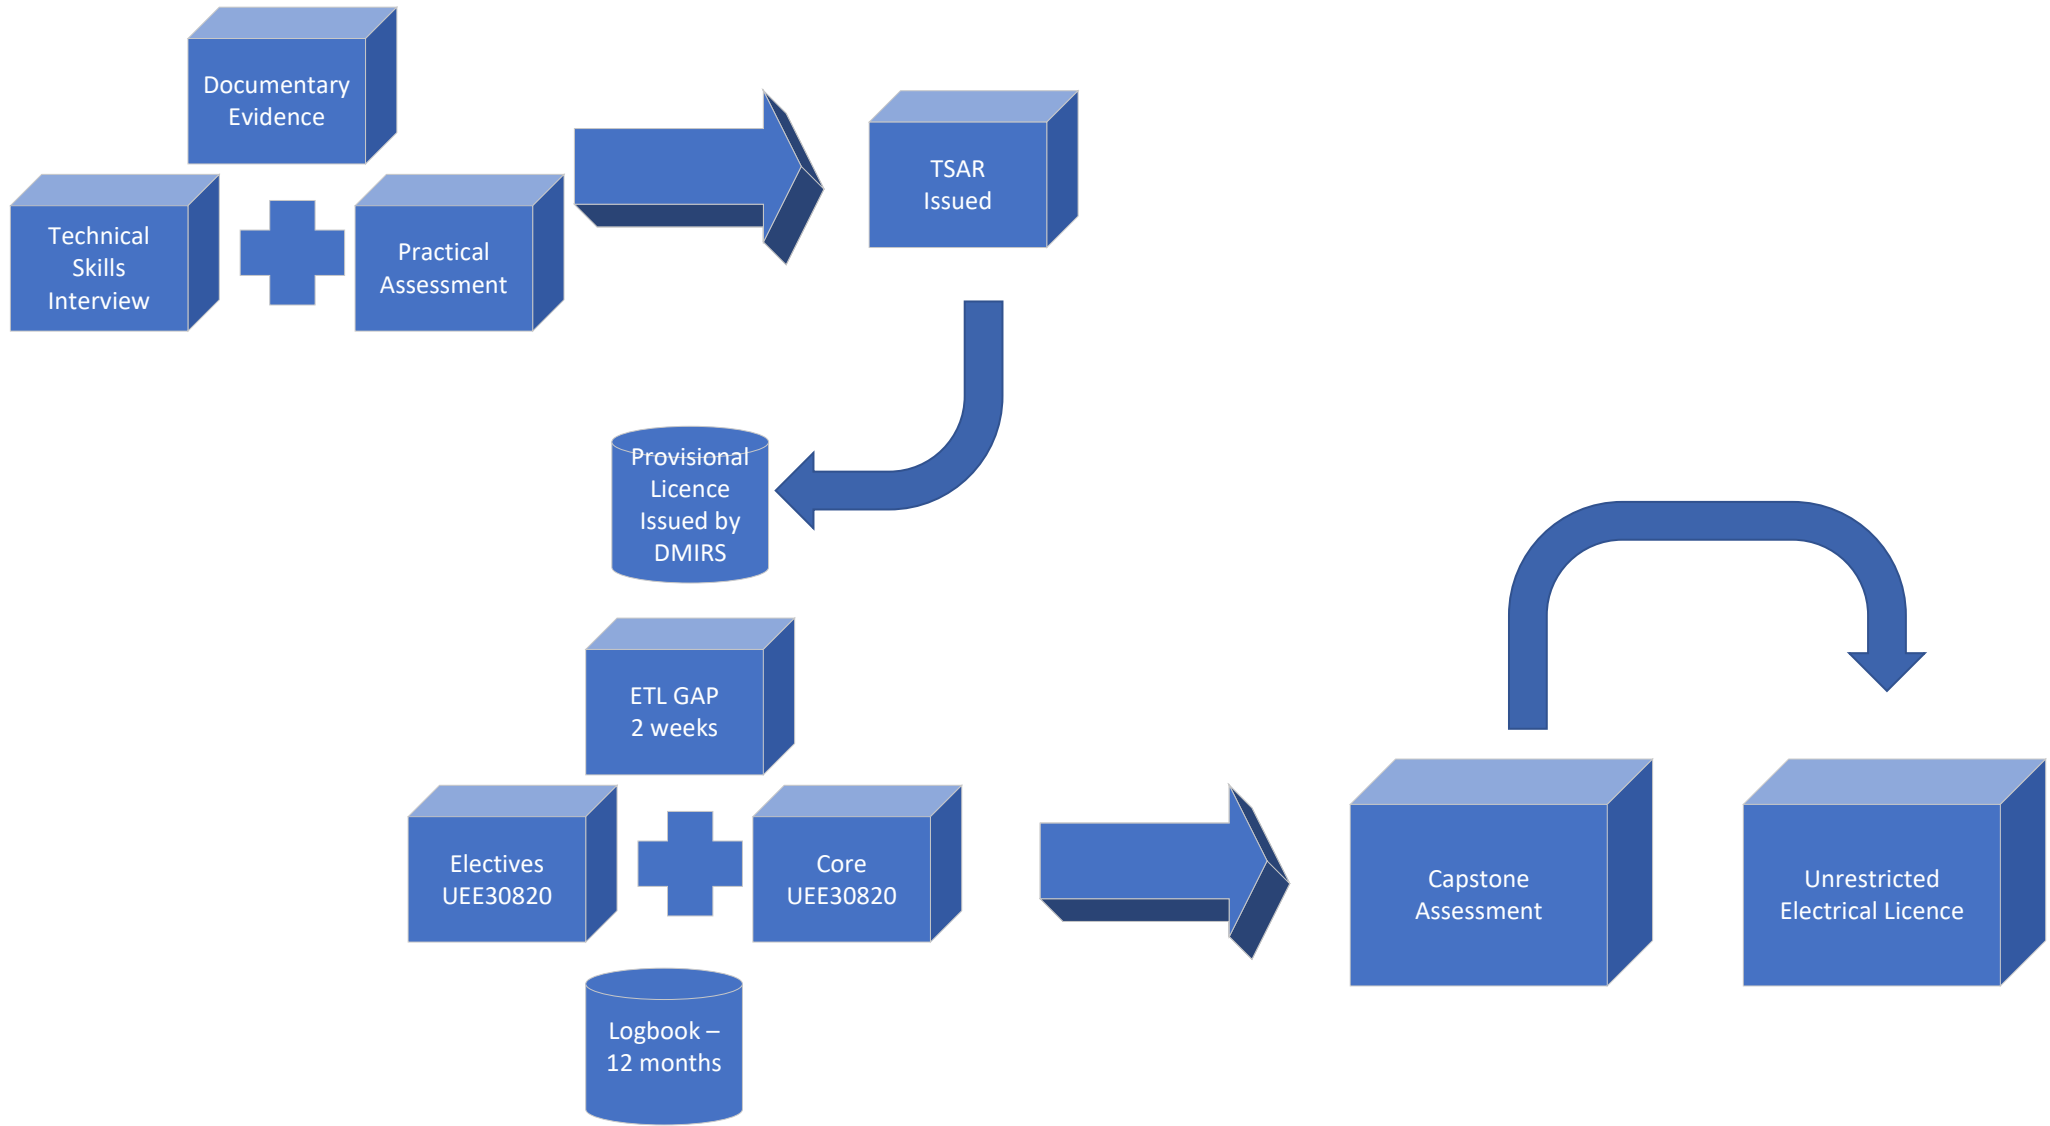 Documentary
Evidence
Technical
Skills
Interview
Practical
Assessment
TSAR
Issued
Provisional
Licence
Issued by
DMIRS
ETL GAP
2 weeks
Electives
UEE30820
Core
UEE30820
Logbook –
12 months
Capstone
Assessment
Unrestricted
Electrical Licence